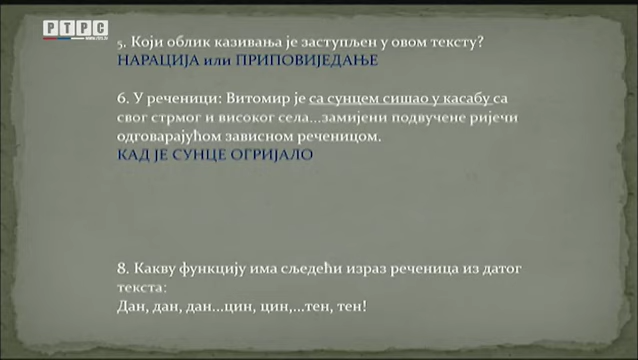 РТРС
5. Који облик казивања је заступљен у овом тексту?
НАРАЦИЈА или ПРИПОВИЈЕДАЊЕ
6. У реченици: Витомир је са сунцем сишао у касабу са
свог стрмог и високог села...замијени подвучене ријечи
одговарајућом зависном реченицом.
КАД ЈЕ СУНЦЕ ОГРИЈАЛО
8. Какву функцију има сљедећи израз реченица из датог
текста:
Дан, дан, дан...цин, цин,...тен, тен!